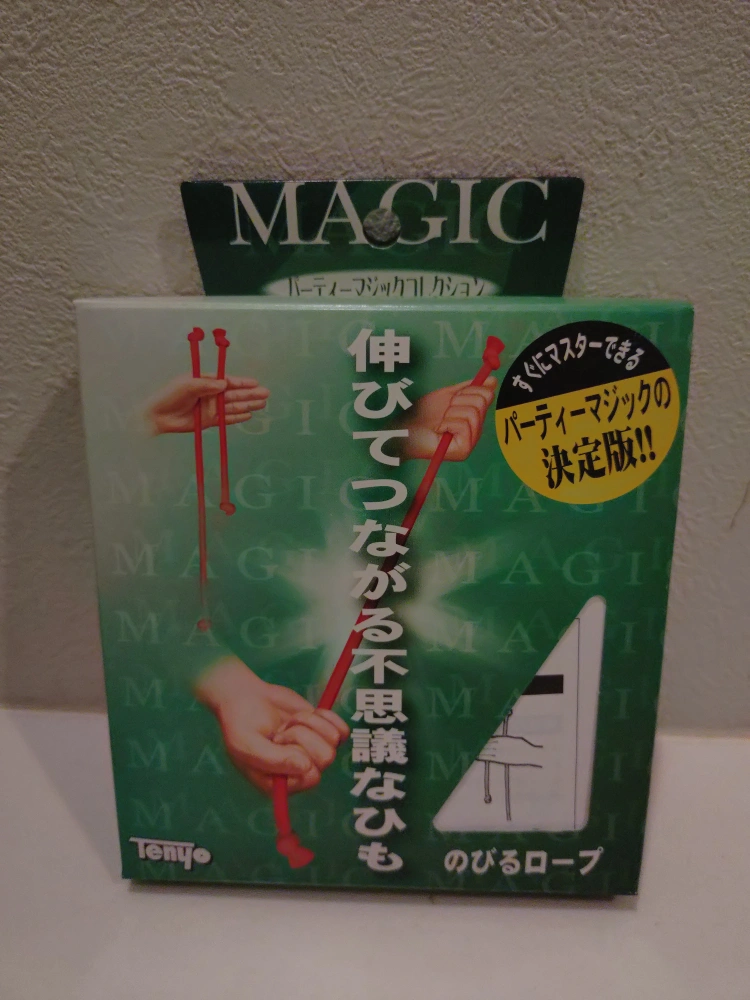 MAGIC
パーティーマジックコレクション
すぐにマスターできる
パーティーマジックの
決定版!!
伸びてつながる不思議なひも
Tenyo
のびるロープ